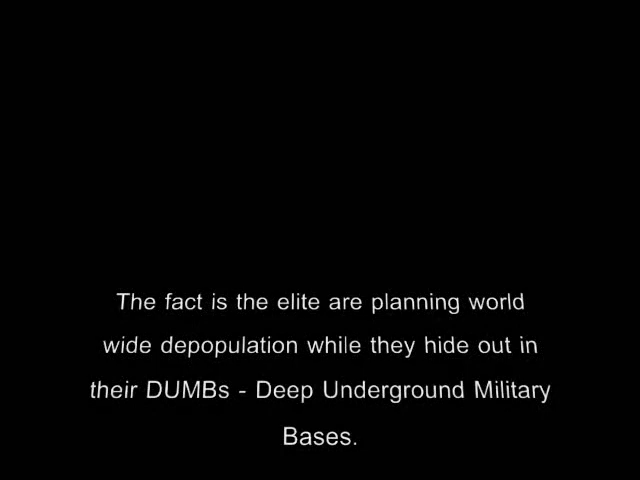 The fact is the elite are planning world
wide depopulation while they hide out in
their DUMBs - Deep Underground Military
Bases.